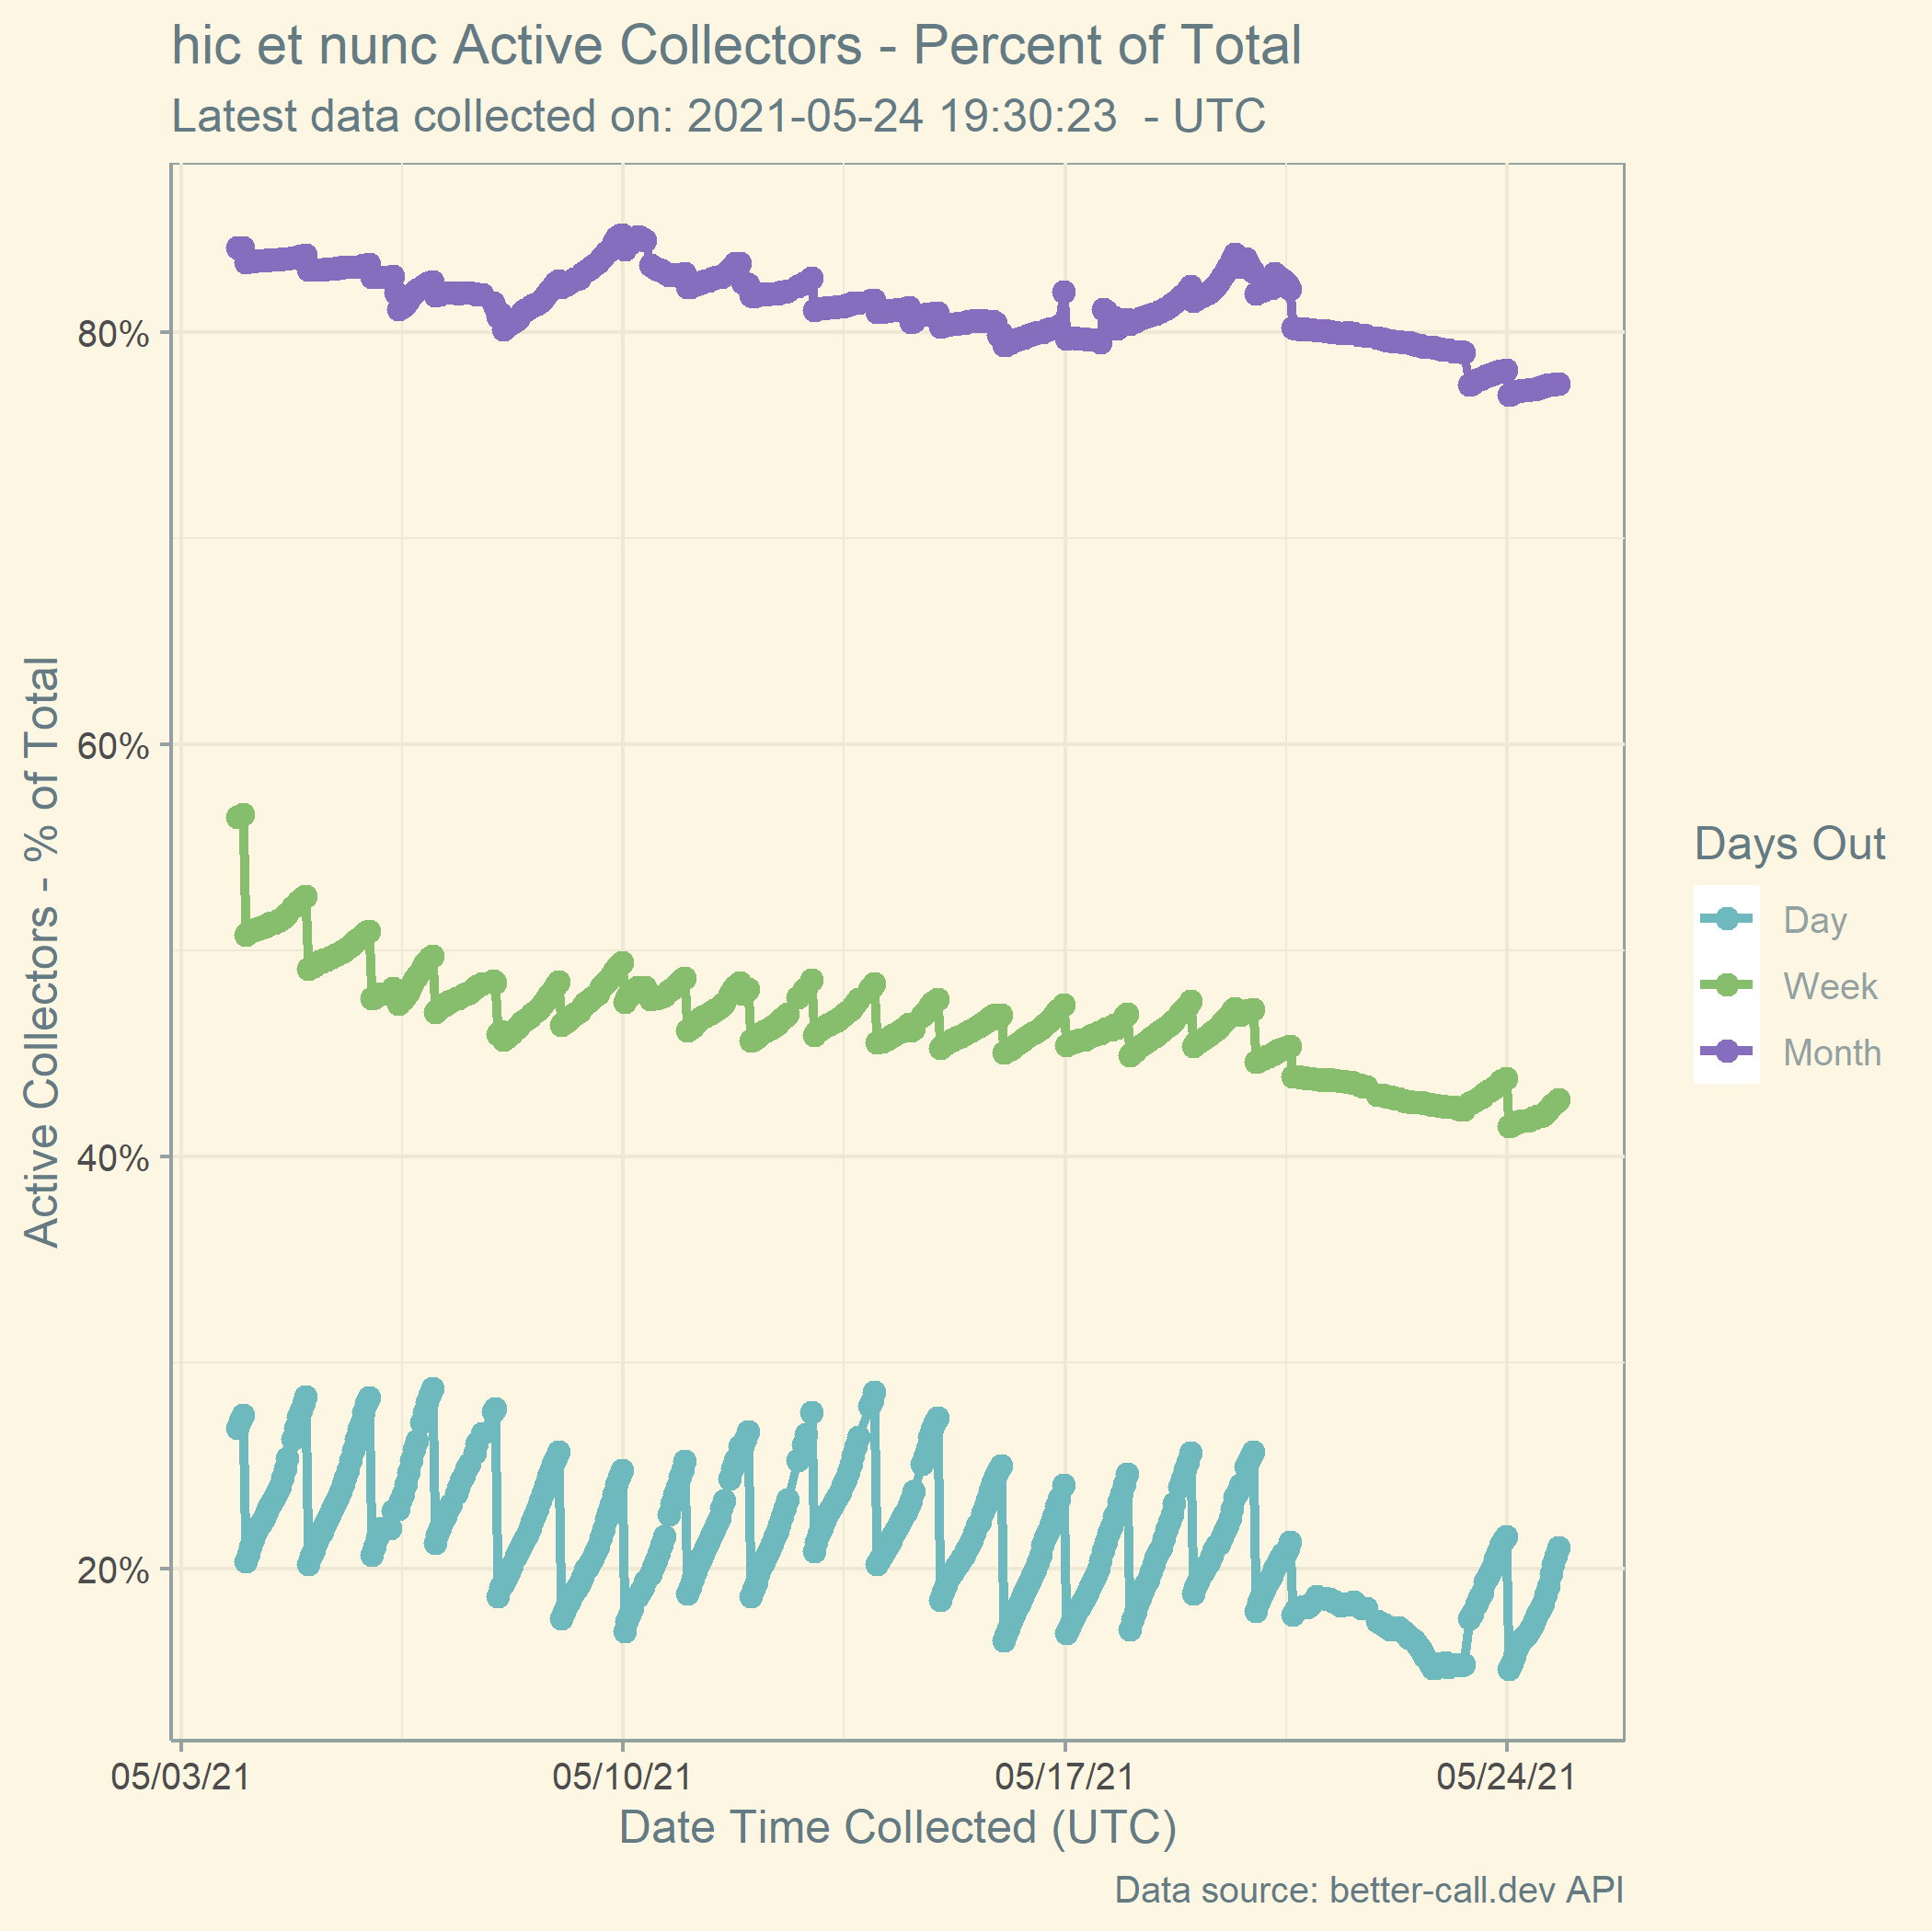 hic et nunc Active Collectors - Percent of Total
Latest data collected on: 2021-05-24 19:30:23  - UTC
Active Collectors - % of Total
80%
60%
40%
20%
05/03/21
05/10/21
05/17/21
05/24/21
Date Time Collected (UTC)
Days Out
Day
Week
Month
Data source: better-call.dev API